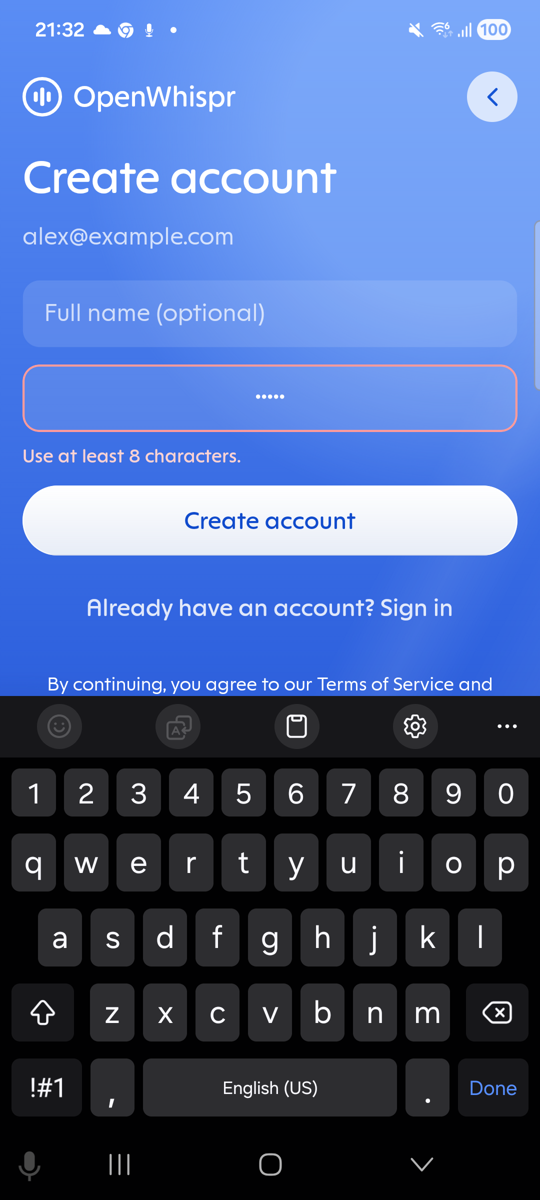 21:32
100
OpenWhispr
Create account
alex@example.com
Full name (optional)
•••••
Use at least 8 characters.
Create account
Already have an account? Sign in
By continuing, you agree to our Terms of Service and
1 2 3 4 5 6 7 8 9 0
q w e r t y u i o p
a s d f g h j k l
z x c v b n m
!#1 , English (US) . Done